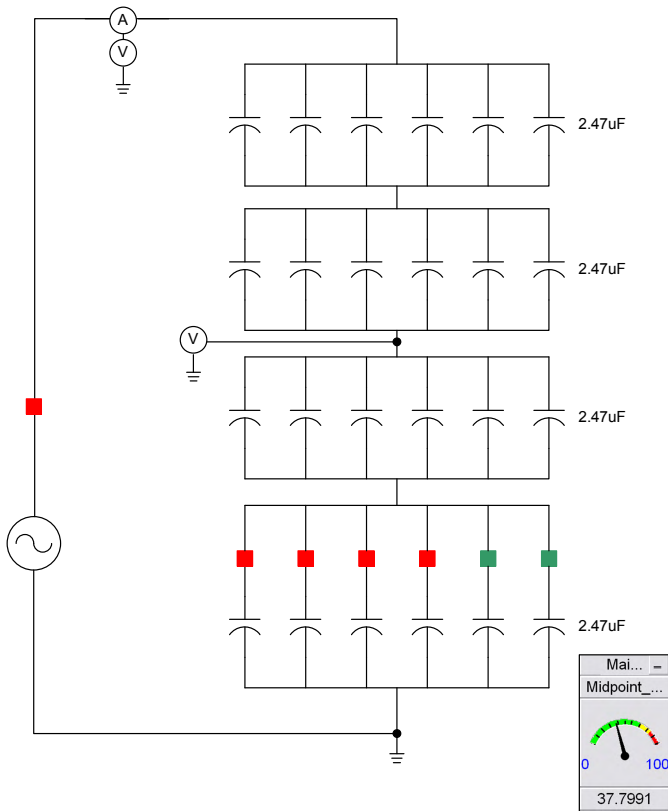 A
V
2.47uF
2.47uF
V
2.47uF
2.47uF
Mai... –
Midpoint_...
0 100
37.7991